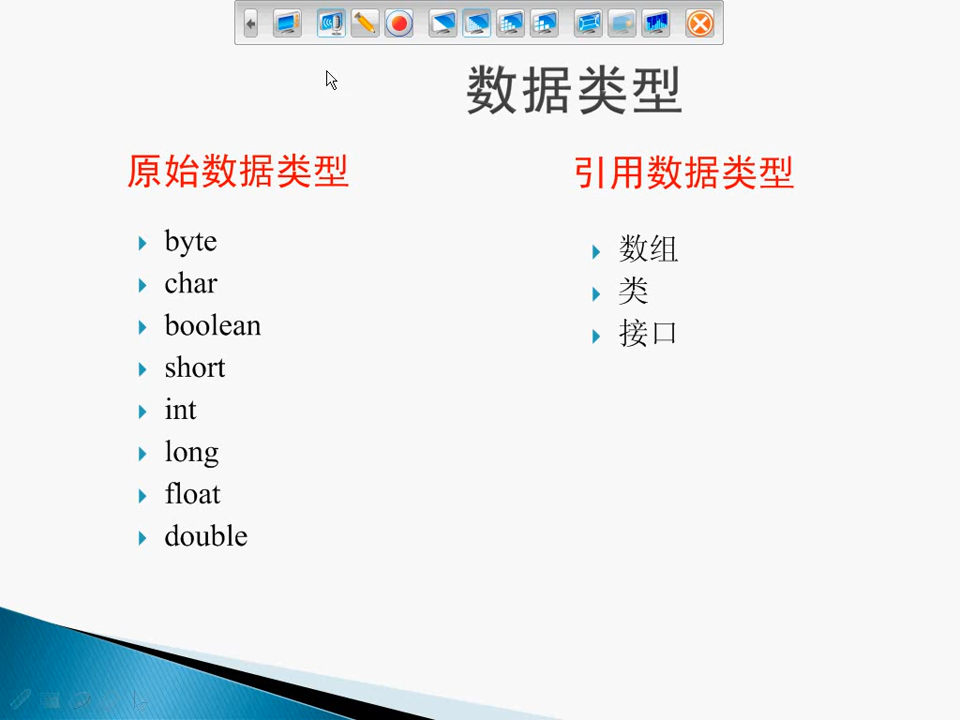 数据类型
原始数据类型
byte
char
boolean
short
int
long
float
double
引用数据类型
数组
类
接口